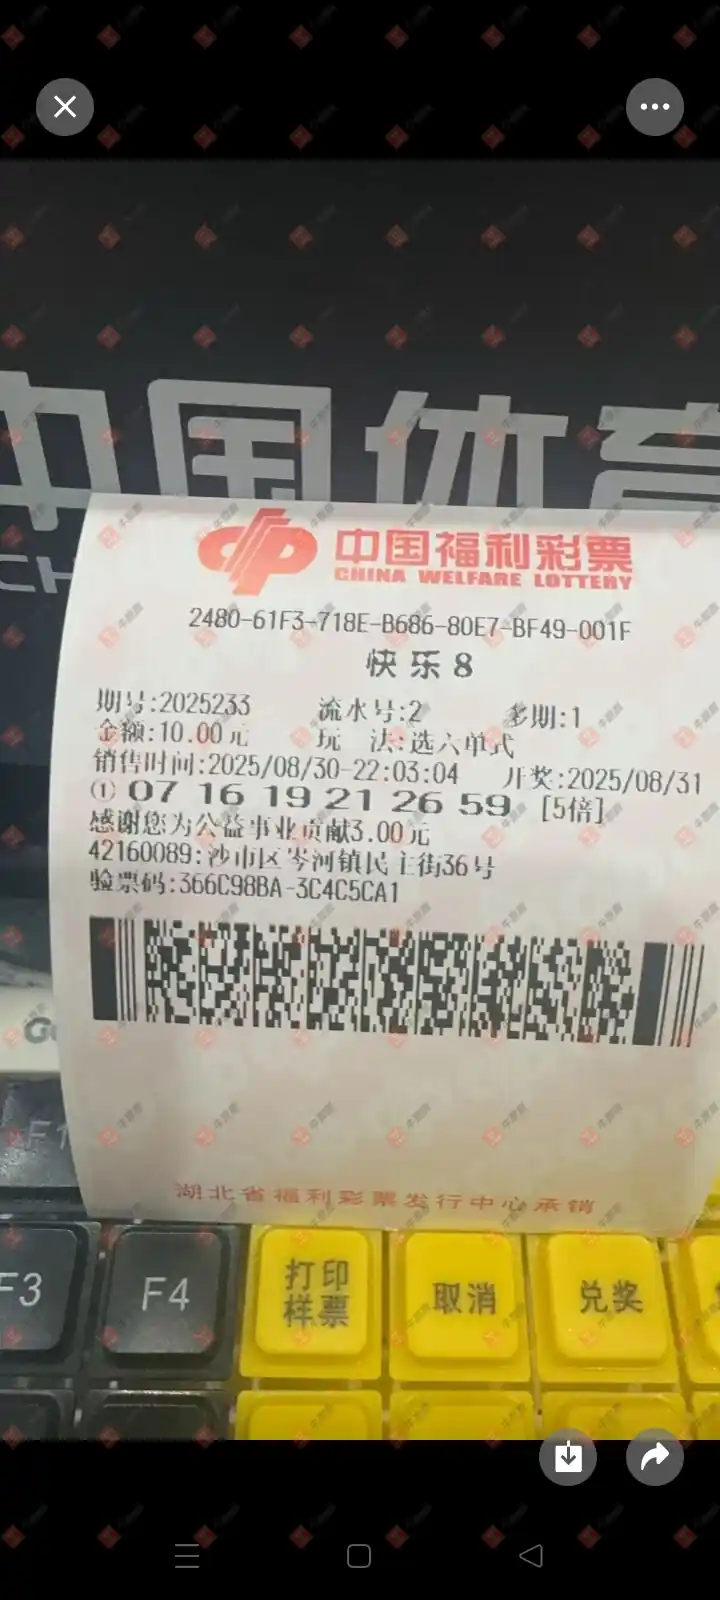 中国体育
CH
中国福利彩票
CHINA WELFARE LOTTERY
2480-61F3-718E-B686-80E7-BF49-001F
快乐8
期号:2025233 流水号:2 多期:1
金额:10.00元 玩 法:选六单式
销售时间:2025/08/30-22:03:04 开奖:2025/08/31
① 07 16 19 21 26 59 [5倍]
感谢您为公益事业贡献3.00元
42160089:沙市区岑河镇民主街36号
验票码:366C98BA-3C4C5CA1
G
F1
湖北省福利彩票发行中心承销
F3
F4
打印
样票
取消
兑奖